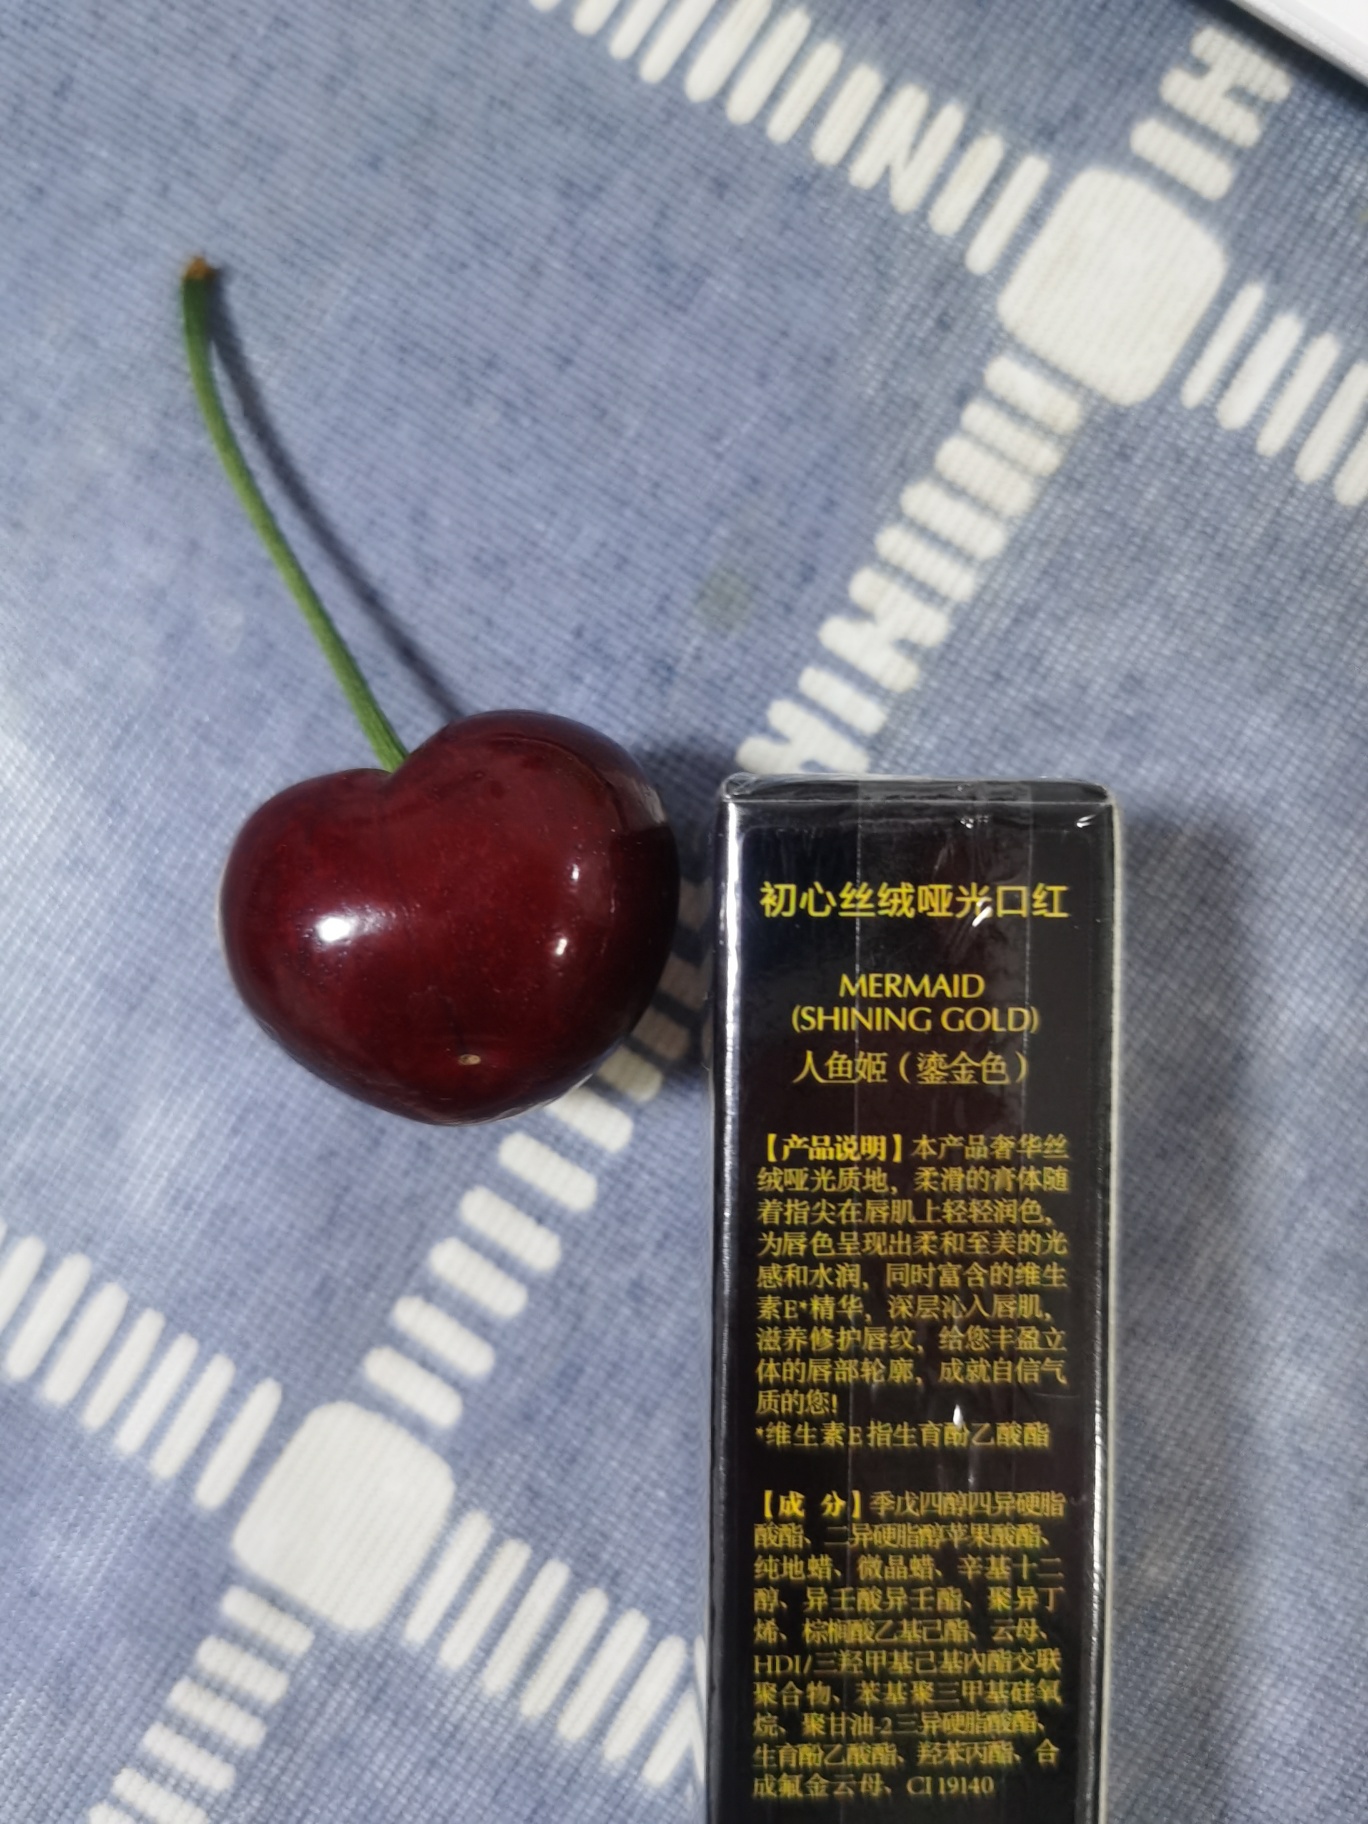 初心丝绒哑光口红
MERMAID
(SHINING GOLD)
人鱼姬（鎏金色）
【产品说明】本产品奢华丝
绒哑光质地，柔滑的膏体随
着指尖在唇肌上轻轻润色，
为唇色呈现出柔和至美的光
感和水润，同时富含的维生
素E*精华，深层沁入唇肌，
滋养修护唇纹，给您丰盈立
体的唇部轮廓，成就自信气
质的您!
*维生素E指生育酚乙酸酯
【成 分】季戊四醇四异硬脂
酸酯、二异硬脂醇苹果酸酯、
纯地蜡、微晶蜡、辛基十二
醇、异壬酸异壬酯、聚异丁
烯、棕榈酸乙基己酯、云母、
HDI/三羟甲基己基内酯交联
聚合物、苯基聚三甲基硅氧
烷、聚甘油-2三异硬脂酸酯、
生育酚乙酸酯、羟苯丙酯、合
成氟金云母、CI 19140